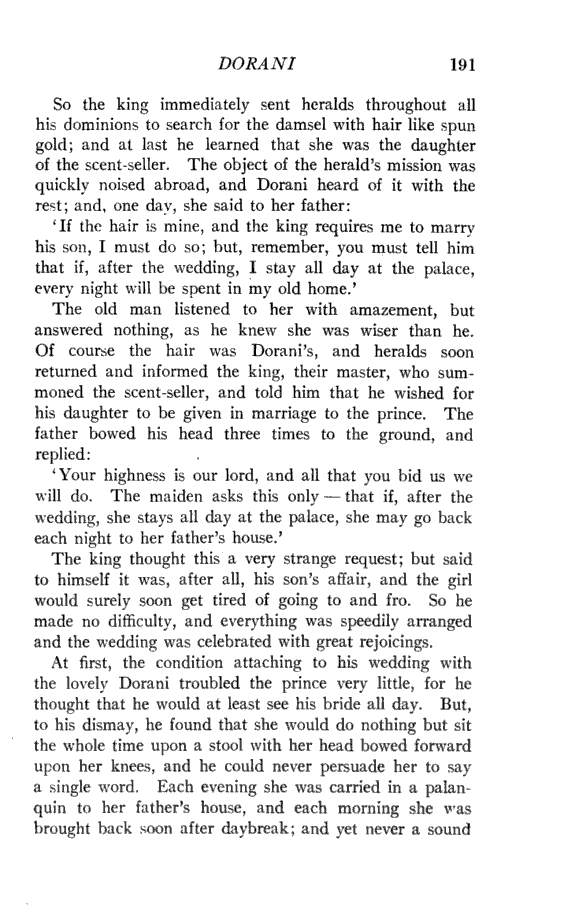 DORANI 191
So the king immediately sent heralds throughout all
his dominions to search for the damsel with hair like spun
gold; and at last he learned that she was the daughter
of the scent-seller. The object of the herald's mission was
quickly noised abroad, and Dorani heard of it with the
rest; and, one day, she said to her father:
'If the hair is mine, and the king requires me to marry
his son, I must do so; but, remember, you must tell him
that if, after the wedding, I stay all day at the palace,
every night will be spent in my old home.'
The old man listened to her with amazement, but
answered nothing, as he knew she was wiser than he.
Of course the hair was Dorani's, and heralds soon
returned and informed the king, their master, who sum-
moned the scent-seller, and told him that he wished for
his daughter to be given in marriage to the prince. The
father bowed his head three times to the ground, and
replied:
'Your highness is our lord, and all that you bid us we
will do. The maiden asks this only — that if, after the
wedding, she stays all day at the palace, she may go back
each night to her father's house.'
The king thought this a very strange request; but said
to himself it was, after all, his son's affair, and the girl
would surely soon get tired of going to and fro. So he
made no difficulty, and everything was speedily arranged
and the wedding was celebrated with great rejoicings.
At first, the condition attaching to his wedding with
the lovely Dorani troubled the prince very little, for he
thought that he would at least see his bride all day. But,
to his dismay, he found that she would do nothing but sit
the whole time upon a stool with her head bowed forward
upon her knees, and he could never persuade her to say
a single word. Each evening she was carried in a palan-
quin to her father's house, and each morning she was
brought back soon after daybreak; and yet never a sound